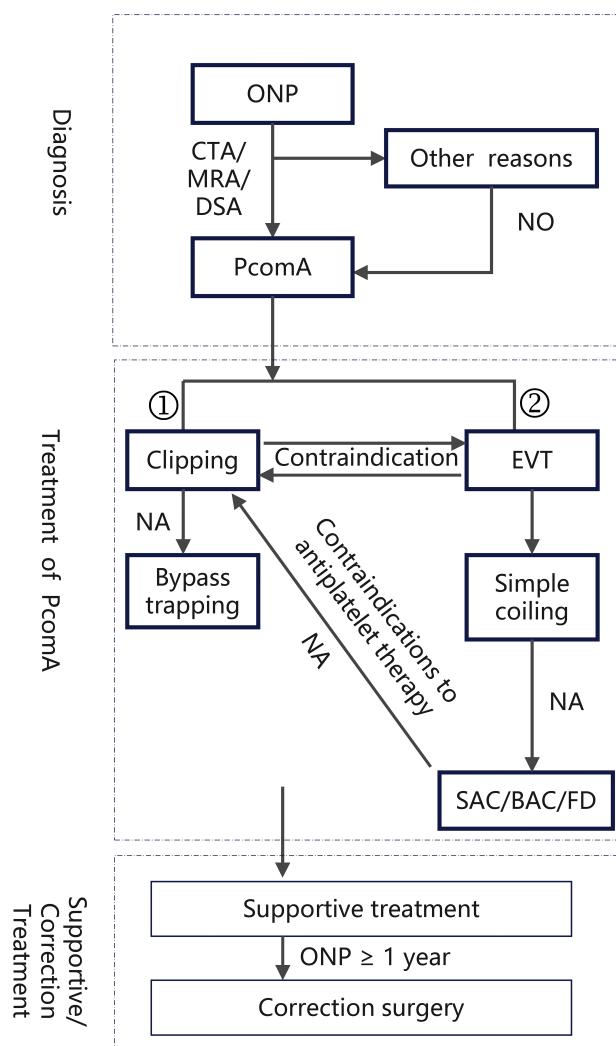 Diagnosis
ONP
CTA/
MRA/
DSA
Other reasons
NO
PcomA
Treatment of PcomA
①
②
Clipping
Contraindication
EVT
NA
Bypass
trapping
Contraindications to
antiplatelet therapy
NA
Simple
coiling
NA
SAC/BAC/FD
Supportive/
Correction
Treatment
Supportive treatment
ONP ≥ 1 year
Correction surgery